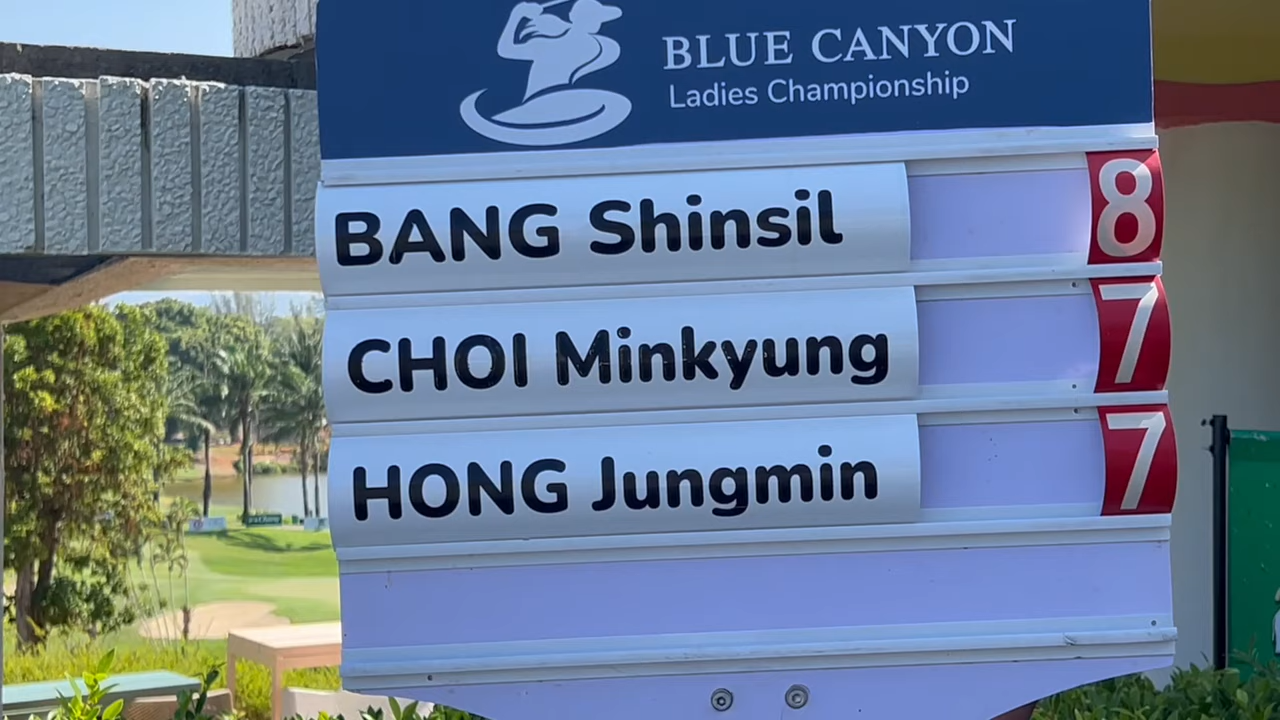 BLUE CANYON
Ladies Championship
BANG Shinsil 8
CHOI Minkyung 7
HONG Jungmin 7